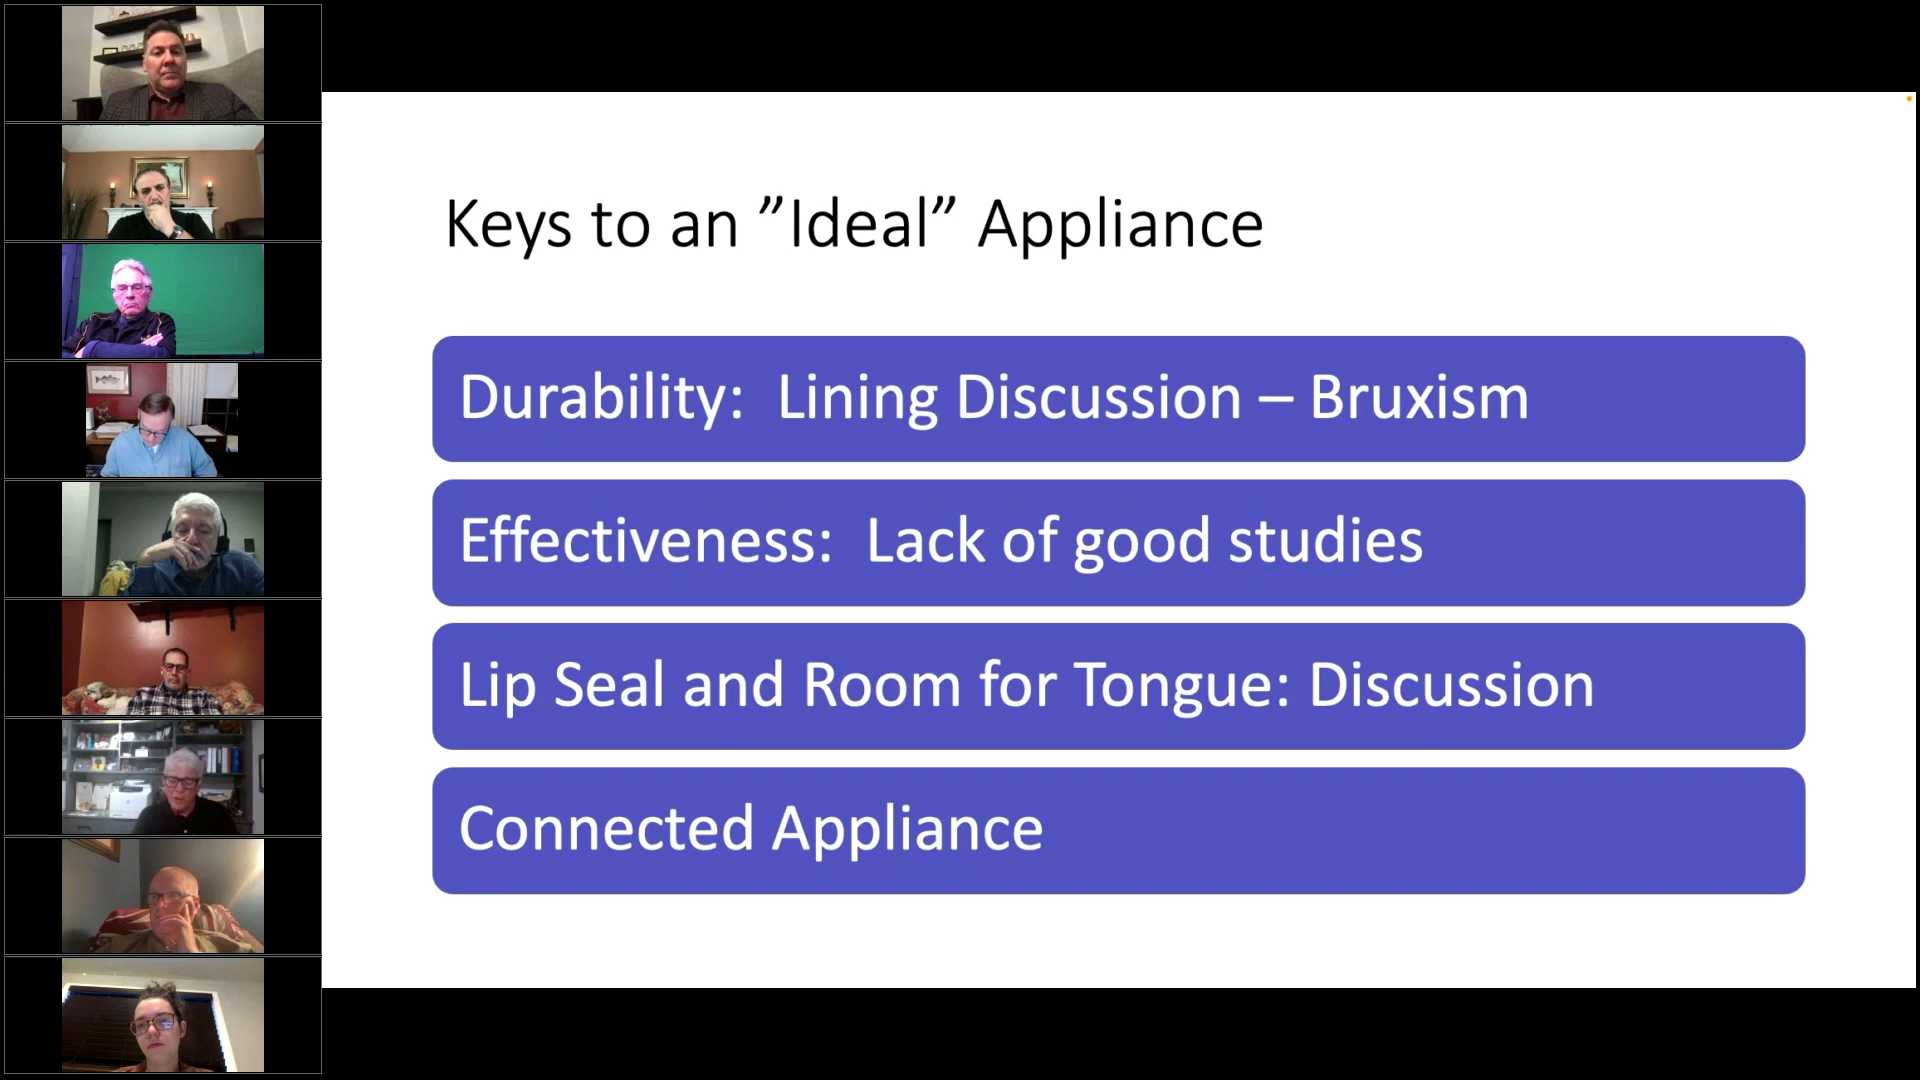 Keys to an ”Ideal” Appliance
Durability:  Lining Discussion – Bruxism
Effectiveness:  Lack of good studies
Lip Seal and Room for Tongue: Discussion
Connected Appliance